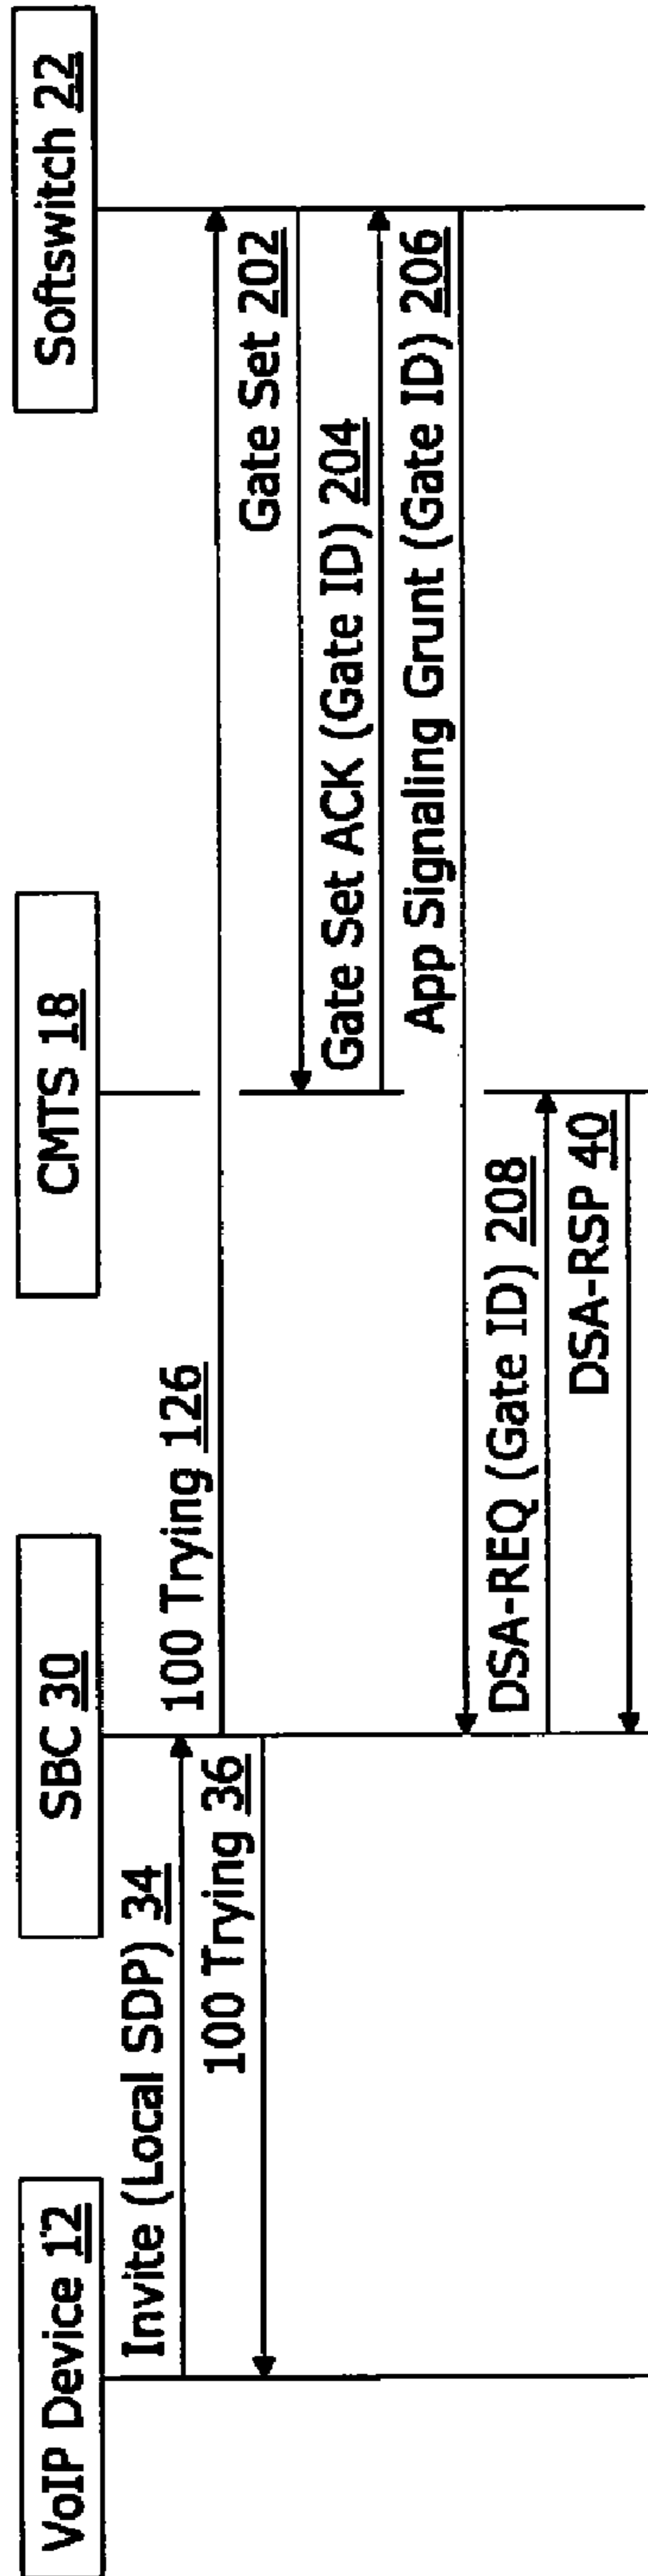 VoIP Device 12
SBC 30
CMTS 18
Softswitch 22
Invite (Local SDP) 34
100 Trying 126
100 Trying 36
Gate Set 202
Gate Set ACK (Gate ID) 204
App Signaling Grunt (Gate ID) 206
DSA-REQ (Gate ID) 208
DSA-RSP 40